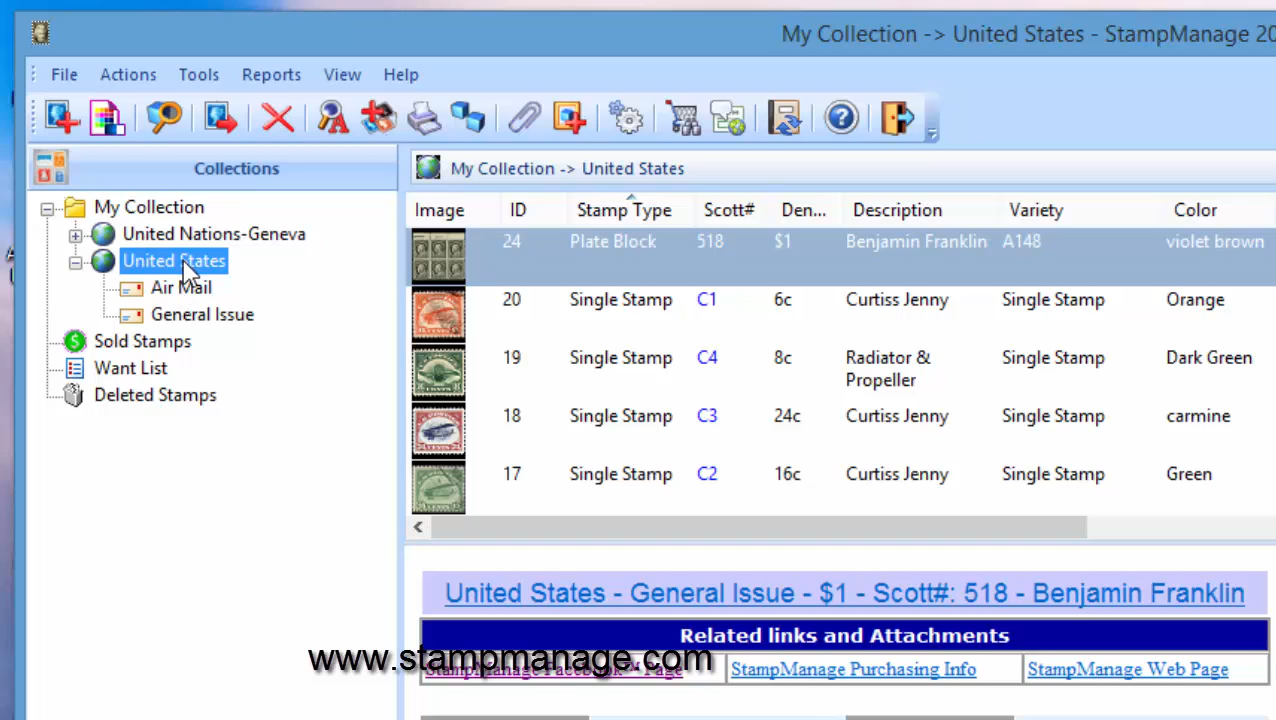 My Collection -> United States - StampManage 20
File Actions Tools Reports View Help
Collections
My Collection
United Nations-Geneva
United States
Air Mail
General Issue
Sold Stamps
Want List
Deleted Stamps
My Collection -> United States
Image ID Stamp Type Scott# Den... Description Variety Color
24 Plate Block 518 $1 Benjamin Franklin A148 violet brown
20 Single Stamp C1 6c Curtiss Jenny Single Stamp Orange
19 Single Stamp C4 8c Radiator & Single Stamp Dark Green
Propeller
18 Single Stamp C3 24c Curtiss Jenny Single Stamp carmine
17 Single Stamp C2 16c Curtiss Jenny Single Stamp Green
United States - General Issue - $1 - Scott#: 518 - Benjamin Franklin
Related links and Attachments
StampManage Facebook™ Page StampManage Purchasing Info StampManage Web Page
www.stampmanage.com